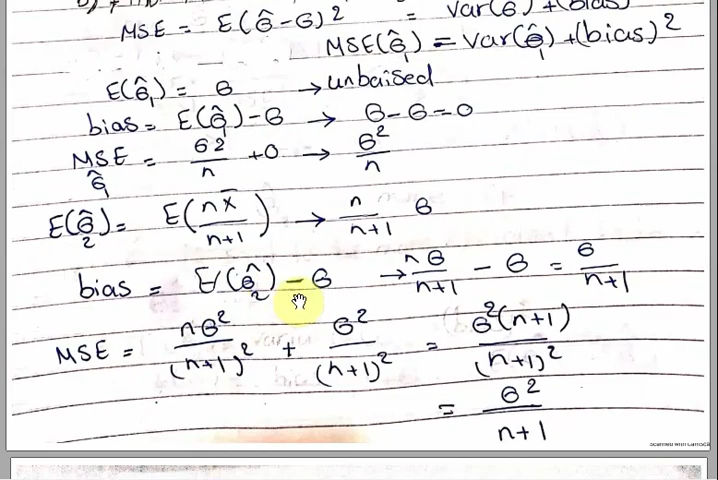 MSE = E(θ̂-θ)² = Var(θ̂)+(bias)
MSE(θ̂₁) = Var(θ̂₁)+(bias)²
E(θ̂₁) = θ → unbaised
bias = E(θ̂₁)-θ → θ-θ=0
MSE θ̂₁ = θ2/n +0 → θ²/n
E(θ̂₂) = E(nX̄/n+1) → n/n+1 θ
bias = E(θ̂₂) - θ → nθ/n+1 - θ = θ/n+1
MSE = nθ²/(n+1)² + θ²/(n+1)² = θ²(n+1)/(n+1)²
= θ²/n+1